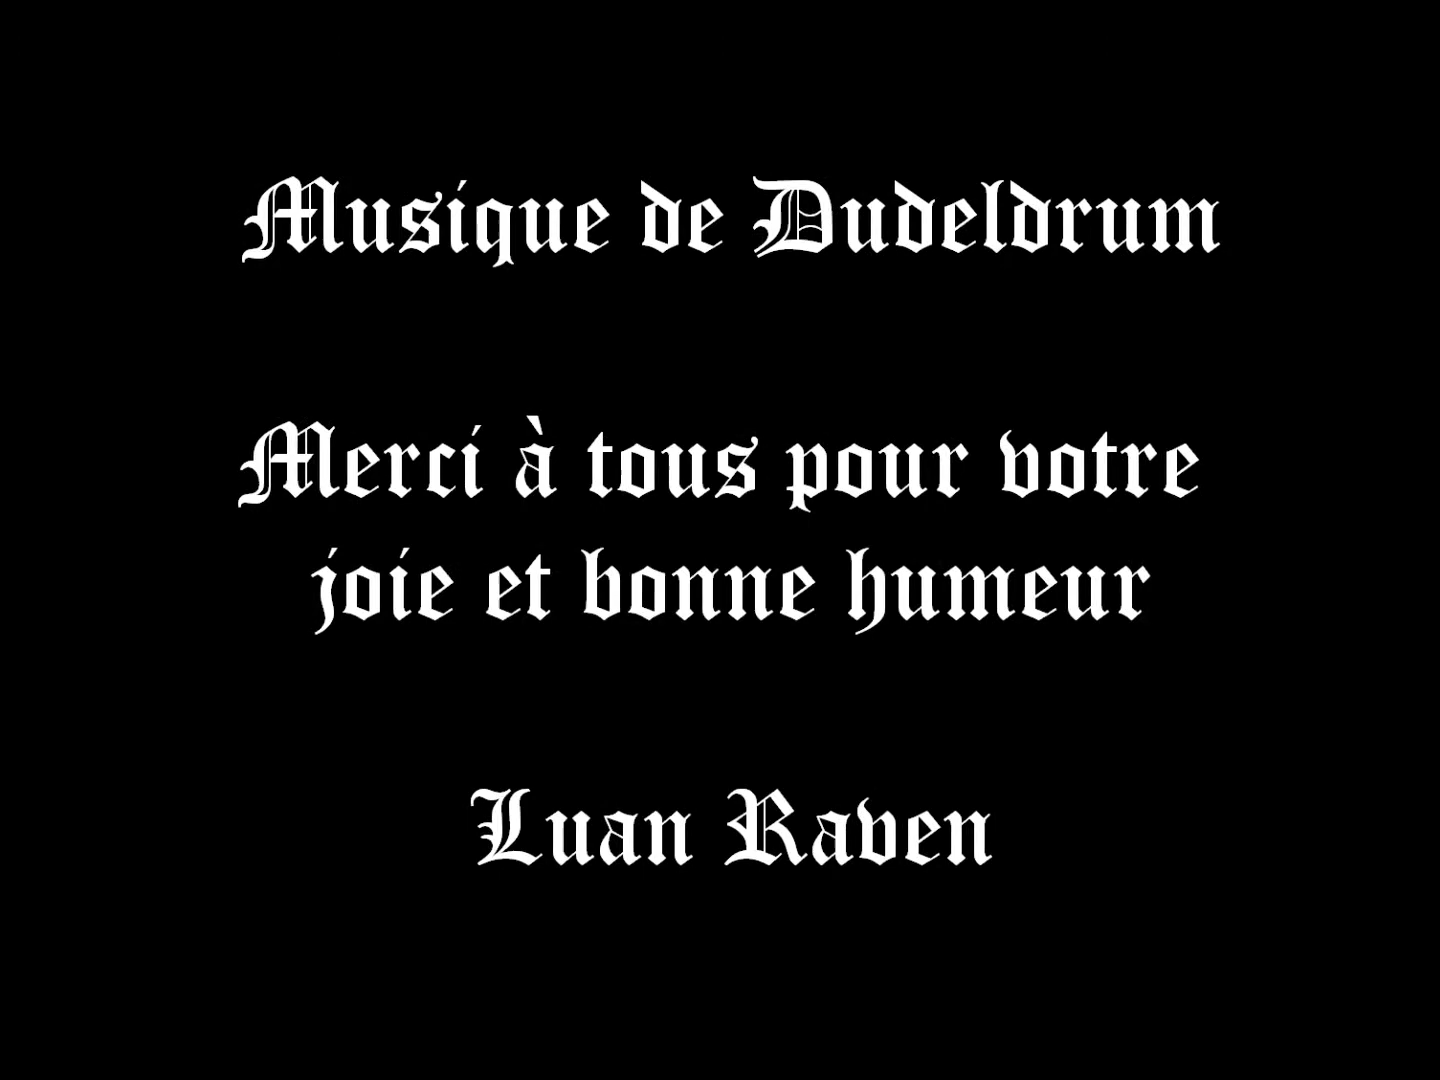 Musique de Dudeldrum
Merci à tous pour votre
joie et bonne humeur
Luan Raven